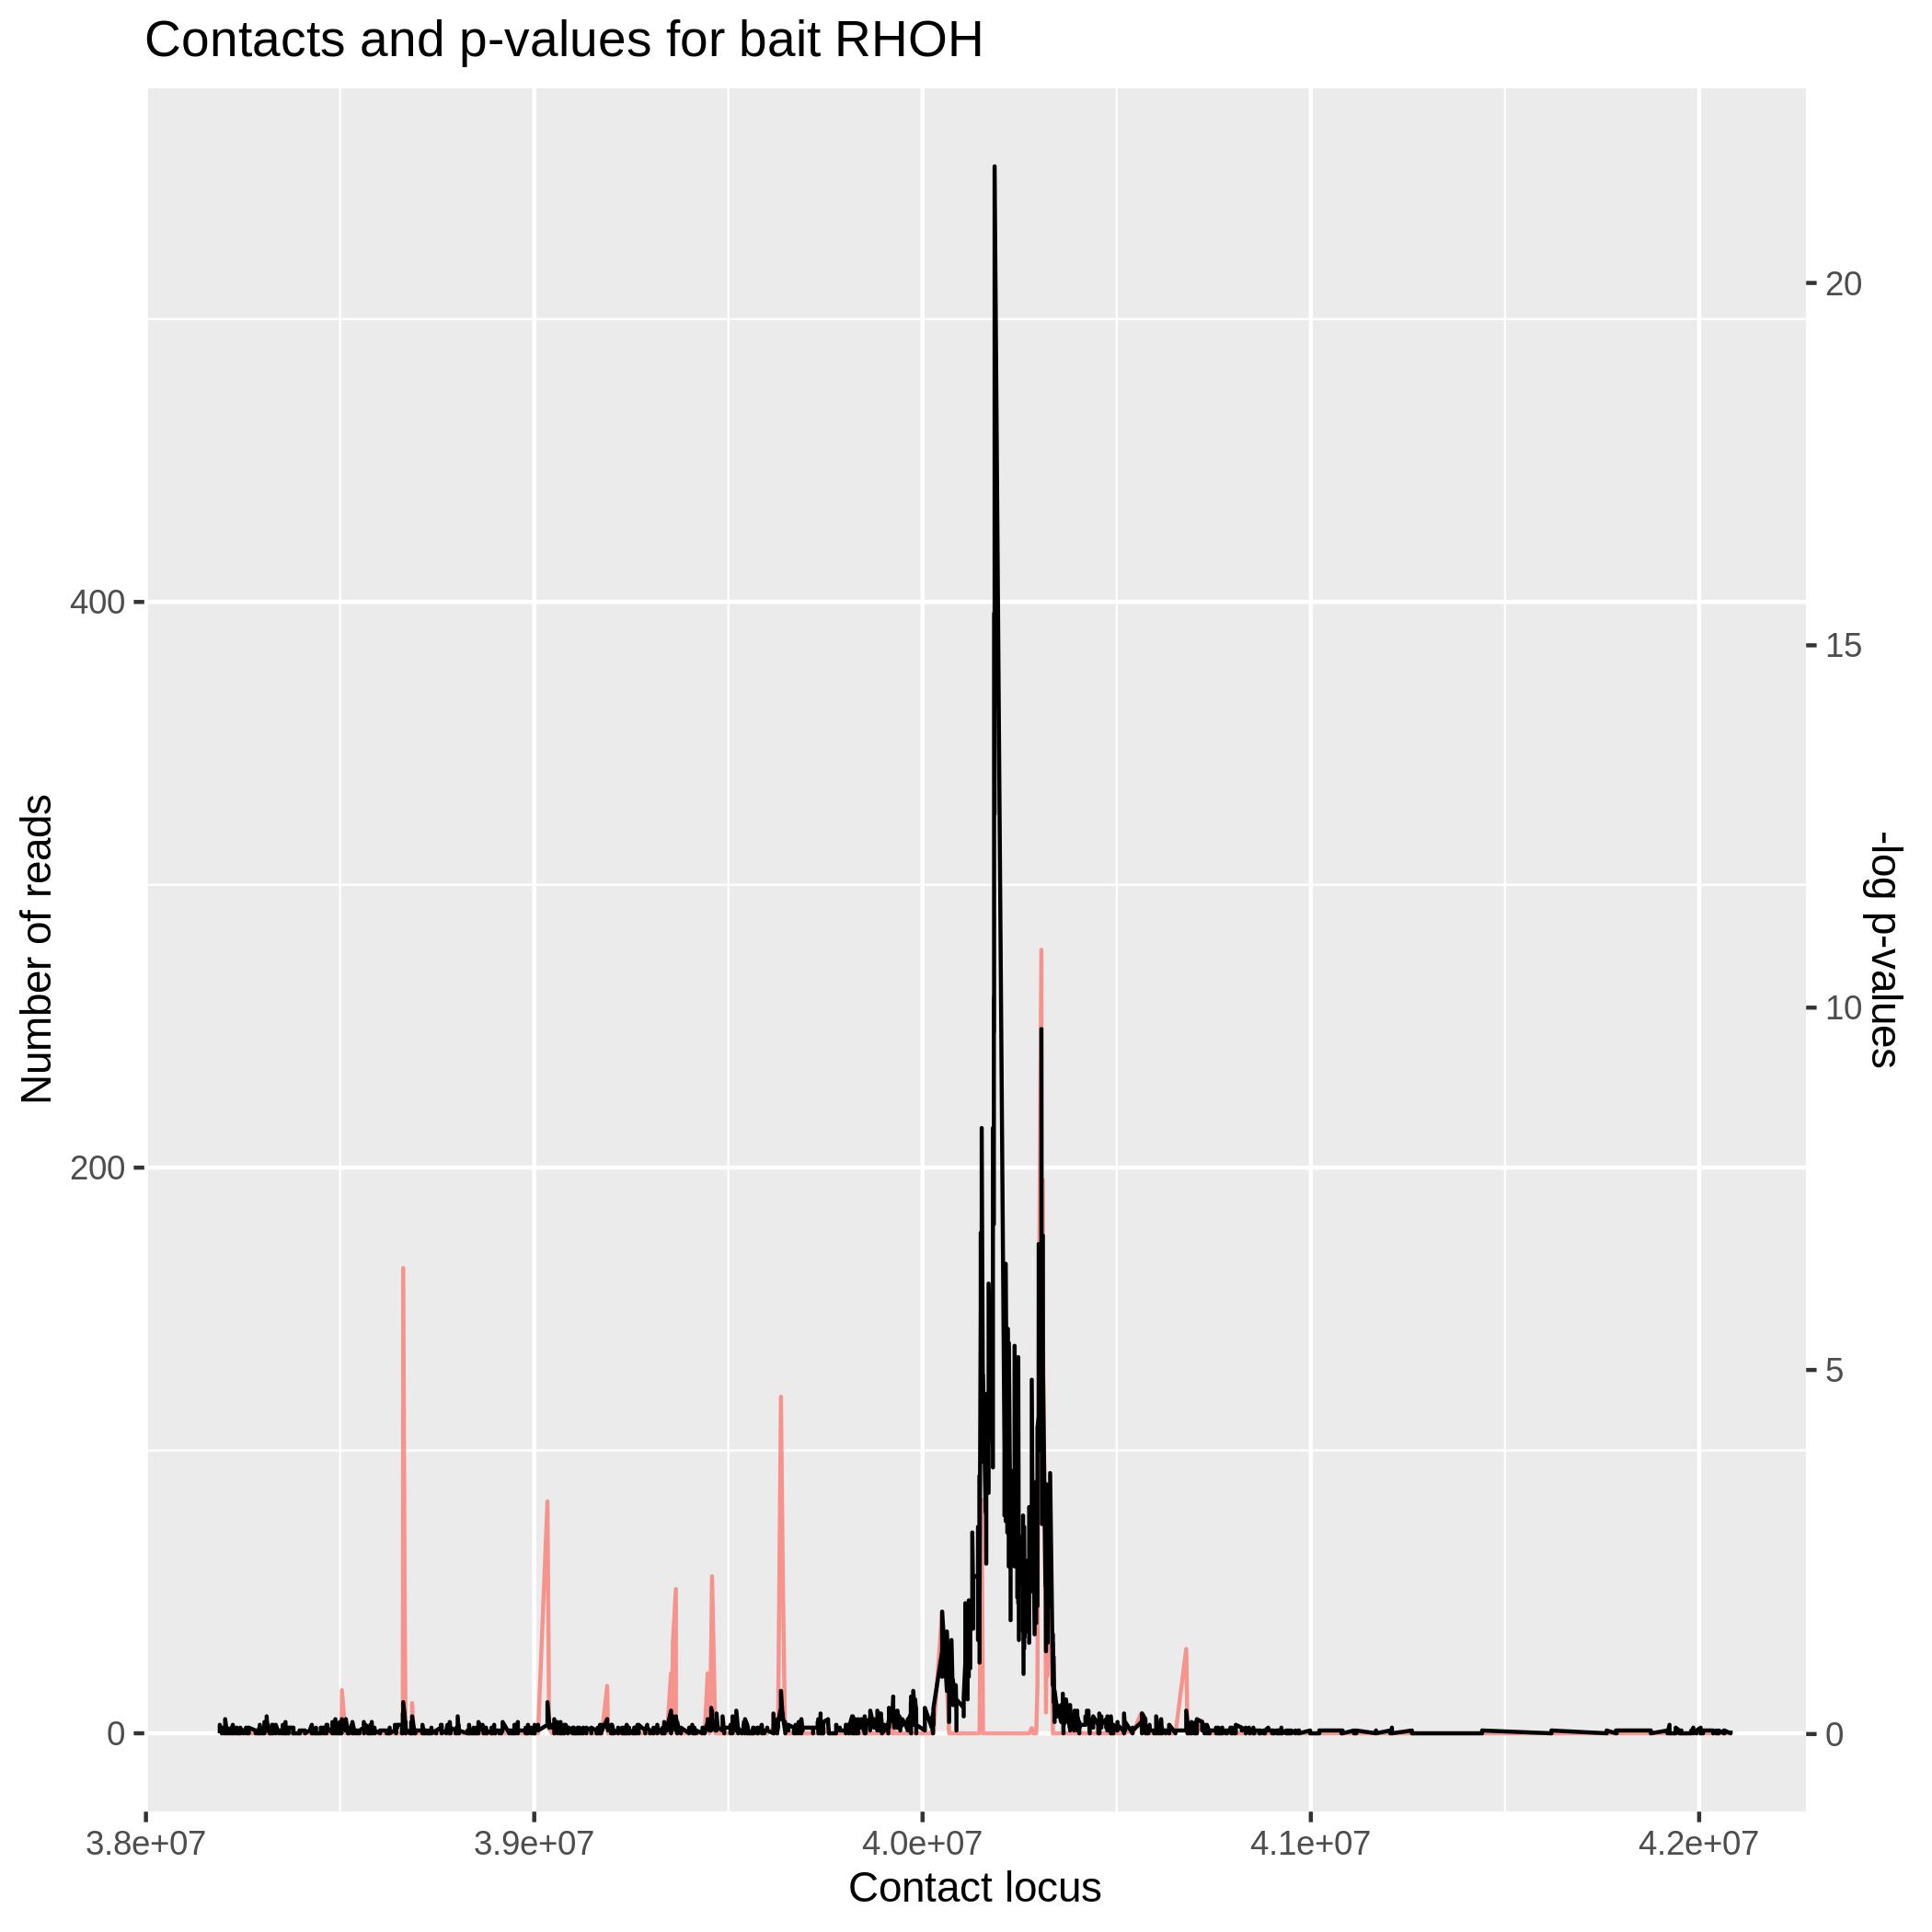 Contacts and p-values for bait RHOH
Number of reads
400
200
0
20
15
10
5
0
-log p-values
3.8e+07
3.9e+07
4.0e+07
4.1e+07
4.2e+07
Contact locus